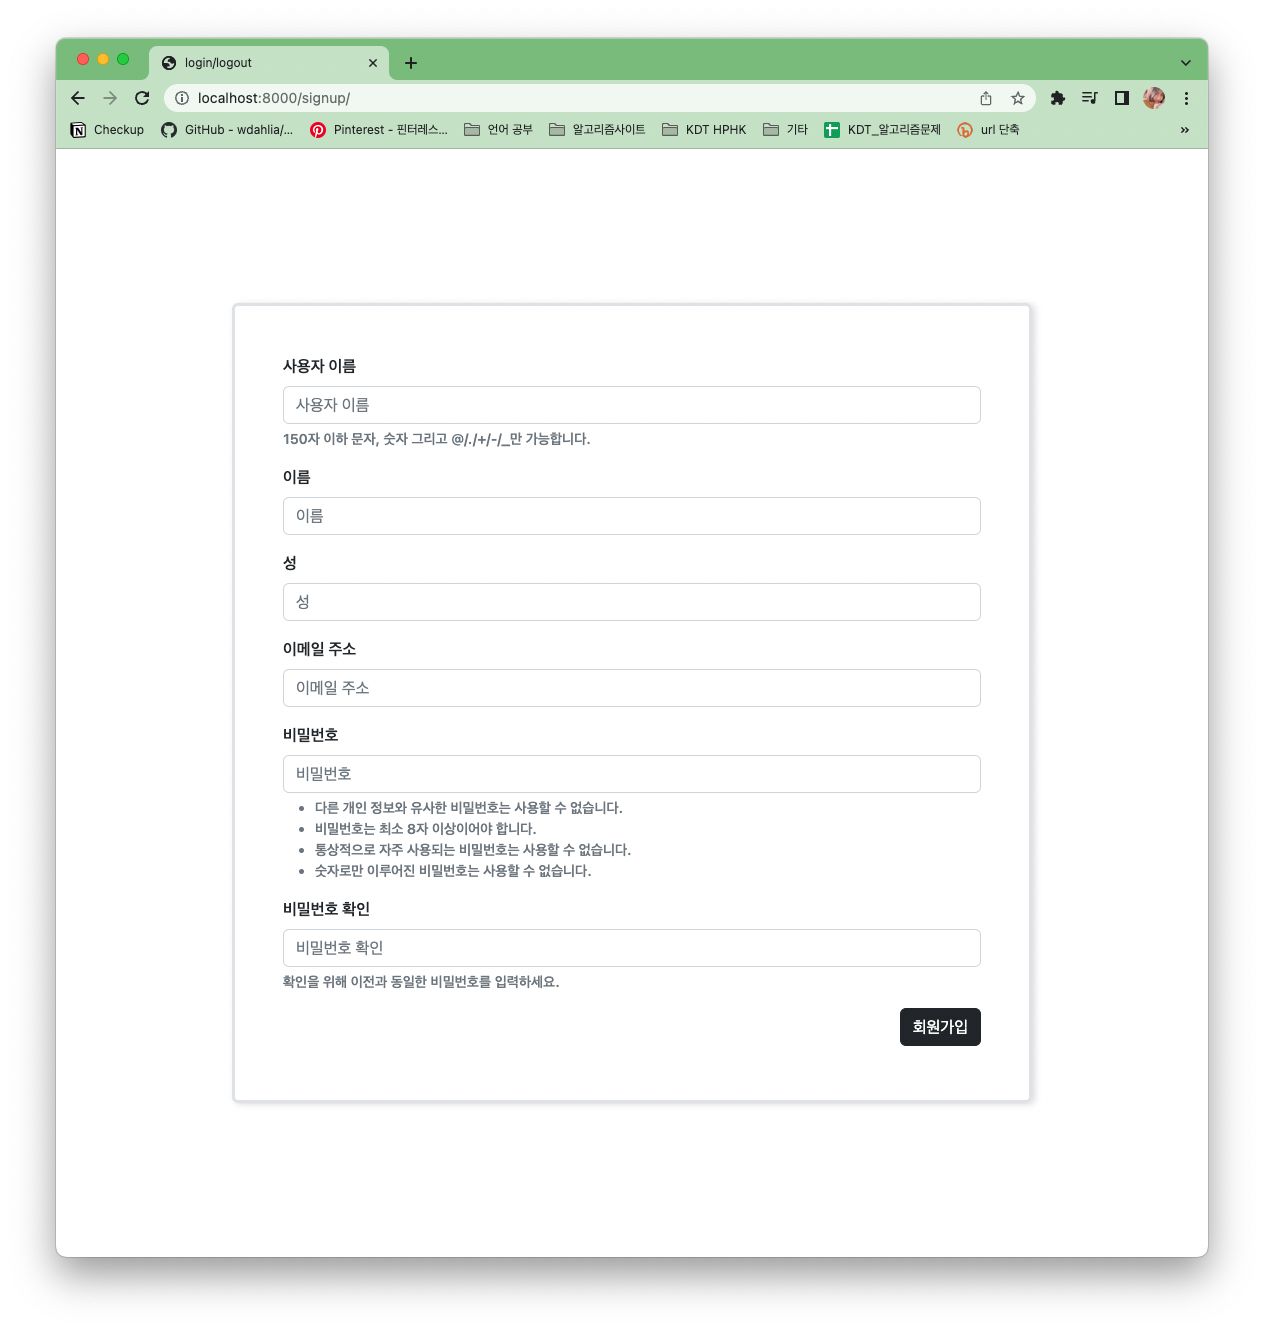 login/logout
localhost:8000/signup/
Checkup
GitHub - wdahlia/...
Pinterest - 핀터레스...
언어 공부
알고리즘사이트
KDT HPHK
기타
KDT_알고리즘문제
url 단축
사용자 이름
사용자 이름
150자 이하 문자, 숫자 그리고 @/./+/-/_만 가능합니다.
이름
이름
성
성
이메일 주소
이메일 주소
비밀번호
비밀번호
• 다른 개인 정보와 유사한 비밀번호는 사용할 수 없습니다.
• 비밀번호는 최소 8자 이상이어야 합니다.
• 통상적으로 자주 사용되는 비밀번호는 사용할 수 없습니다.
• 숫자로만 이루어진 비밀번호는 사용할 수 없습니다.
비밀번호 확인
비밀번호 확인
확인을 위해 이전과 동일한 비밀번호를 입력하세요.
회원가입